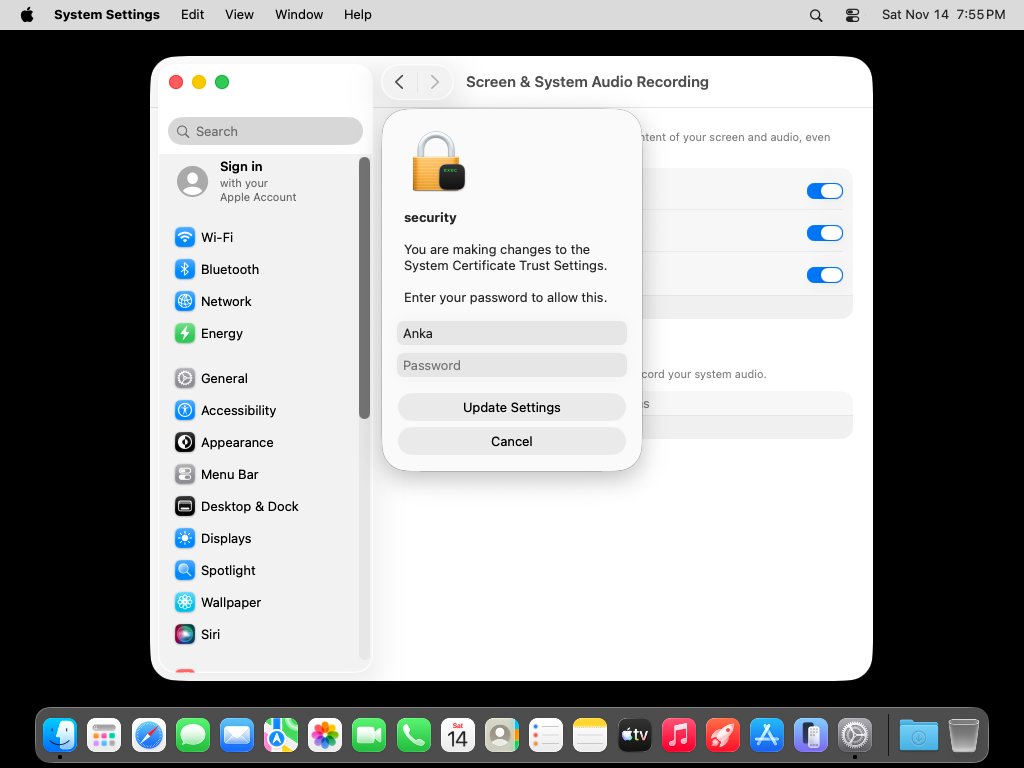 System Settings Edit View Window Help Sat Nov 14 7:55 PM
Screen & System Audio Recording
Search
Sign in
with your
Apple Account
Wi-Fi
Bluetooth
Network
Energy
General
Accessibility
Appearance
Menu Bar
Desktop & Dock
Displays
Spotlight
Wallpaper
Siri
of your screen and audio, even
EXEC
security
You are making changes to the
System Certificate Trust Settings.
Enter your password to allow this.
Anka
Password
Update Settings
Cancel
your system audio.
Sat
14
tv